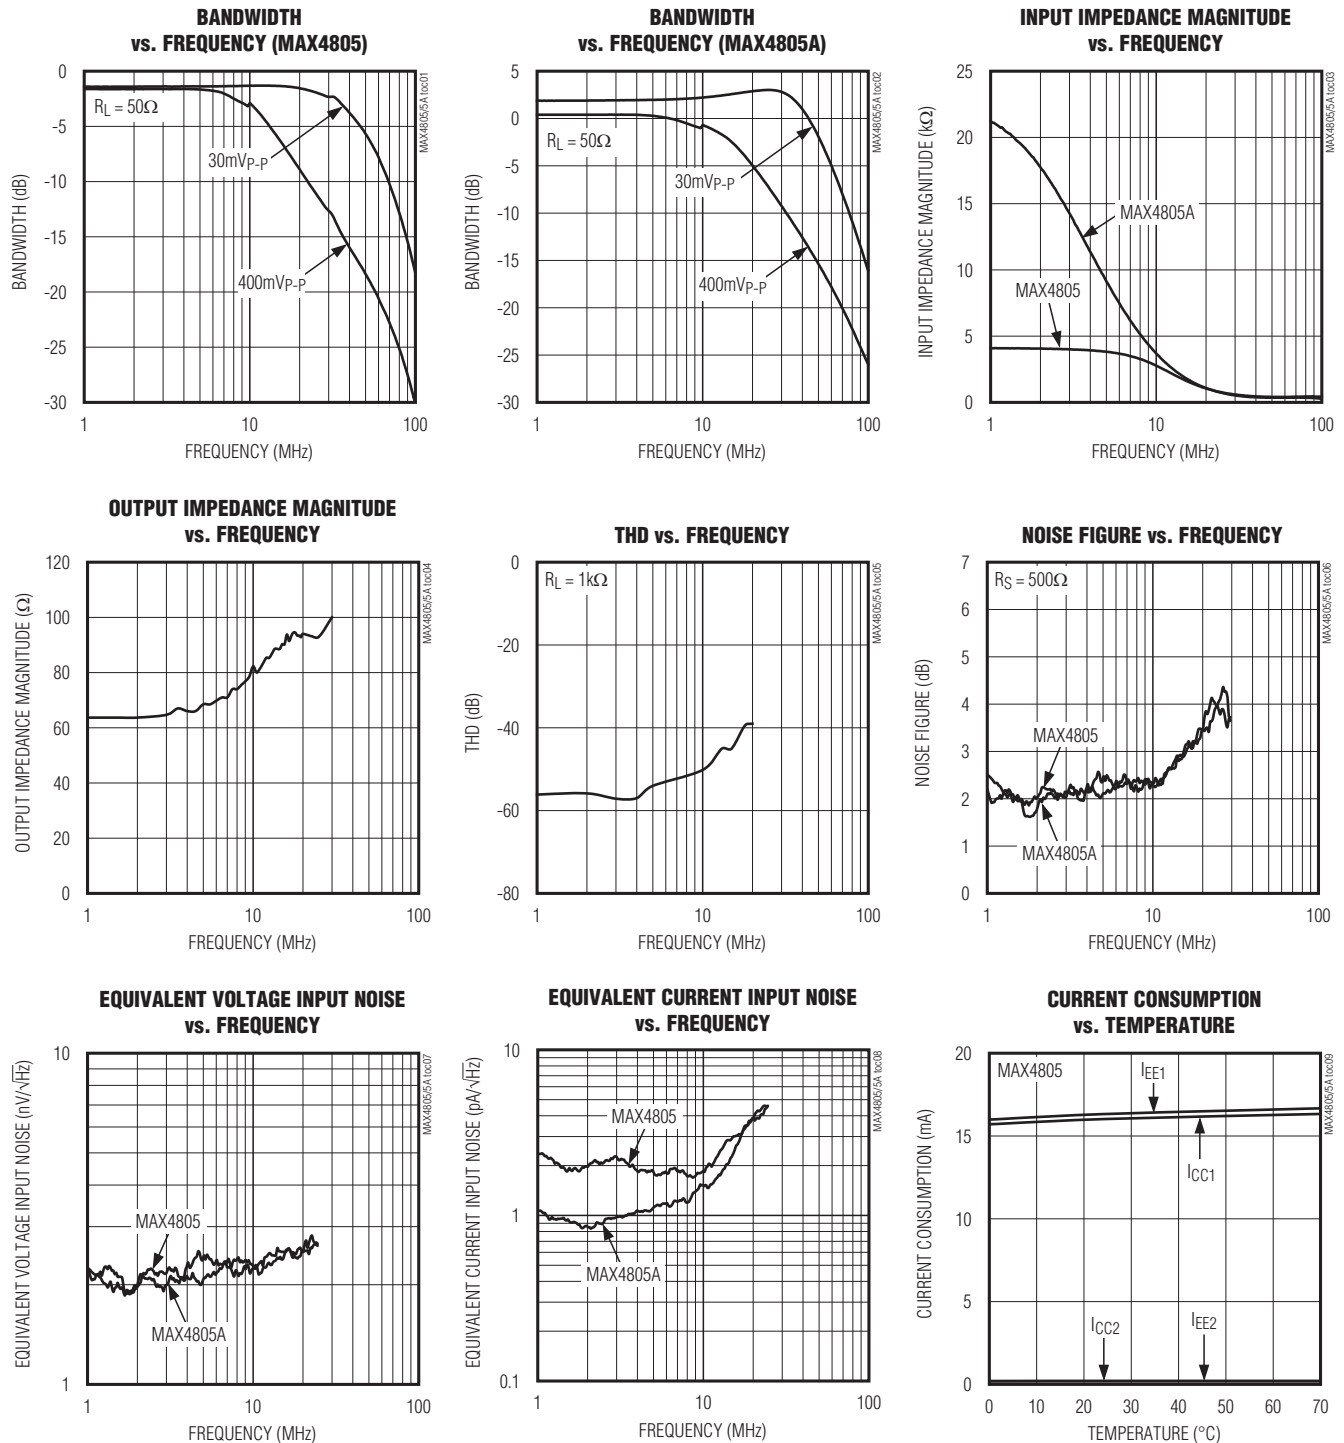 BANDWIDTH
vs. FREQUENCY (MAX4805)
0
-5
-10
-15
-20
-25
-30
BANDWIDTH (dB)
RL = 50Ω
30mVP-P
400mVP-P
1
10
100
FREQUENCY (MHz)
MAX4805/5A toc01
BANDWIDTH
vs. FREQUENCY (MAX4805A)
5
0
-5
-10
-15
-20
-25
-30
BANDWIDTH (dB)
RL = 50Ω
30mVP-P
400mVP-P
1
10
100
FREQUENCY (MHz)
MAX4805/5A toc02
INPUT IMPEDANCE MAGNITUDE
vs. FREQUENCY
25
20
15
10
5
0
INPUT IMPEDANCE MAGNITUDE (kΩ)
MAX4805A
MAX4805
1
10
100
FREQUENCY (MHz)
MAX4805/5A toc03
OUTPUT IMPEDANCE MAGNITUDE
vs. FREQUENCY
120
100
80
60
40
20
0
OUTPUT IMPEDANCE MAGNITUDE (Ω)
1
10
100
FREQUENCY (MHz)
MAX4805/5A toc04
THD vs. FREQUENCY
0
-20
-40
-60
-80
THD (dB)
RL = 1kΩ
1
10
100
FREQUENCY (MHz)
MAX4805/5A toc05
NOISE FIGURE vs. FREQUENCY
7
6
5
4
3
2
1
0
NOISE FIGURE (dB)
RS = 500Ω
MAX4805
MAX4805A
1
10
100
FREQUENCY (MHz)
MAX4805/5A toc06
EQUIVALENT VOLTAGE INPUT NOISE
vs. FREQUENCY
10
1
EQUIVALENT VOLTAGE INPUT NOISE (nV/√Hz)
MAX4805
MAX4805A
1
10
100
FREQUENCY (MHz)
MAX4805/5A toc07
EQUIVALENT CURRENT INPUT NOISE
vs. FREQUENCY
10
1
0.1
EQUIVALENT CURRENT INPUT NOISE (pA/√Hz)
MAX4805
MAX4805A
1
10
100
FREQUENCY (MHz)
MAX4805/5A toc08
CURRENT CONSUMPTION
vs. TEMPERATURE
20
15
10
5
0
CURRENT CONSUMPTION (mA)
MAX4805
IEE1
ICC1
ICC2
IEE2
0
10
20
30
40
50
60
70
TEMPERATURE (°C)
MAX4805/5A toc09